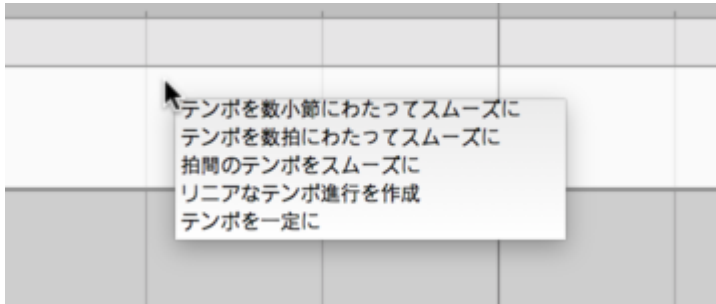 テンポを数小節にわたってスムーズに
テンポを数拍にわたってスムーズに
拍間のテンポをスムーズに
リニアなテンポ進行を作成
テンポを一定に